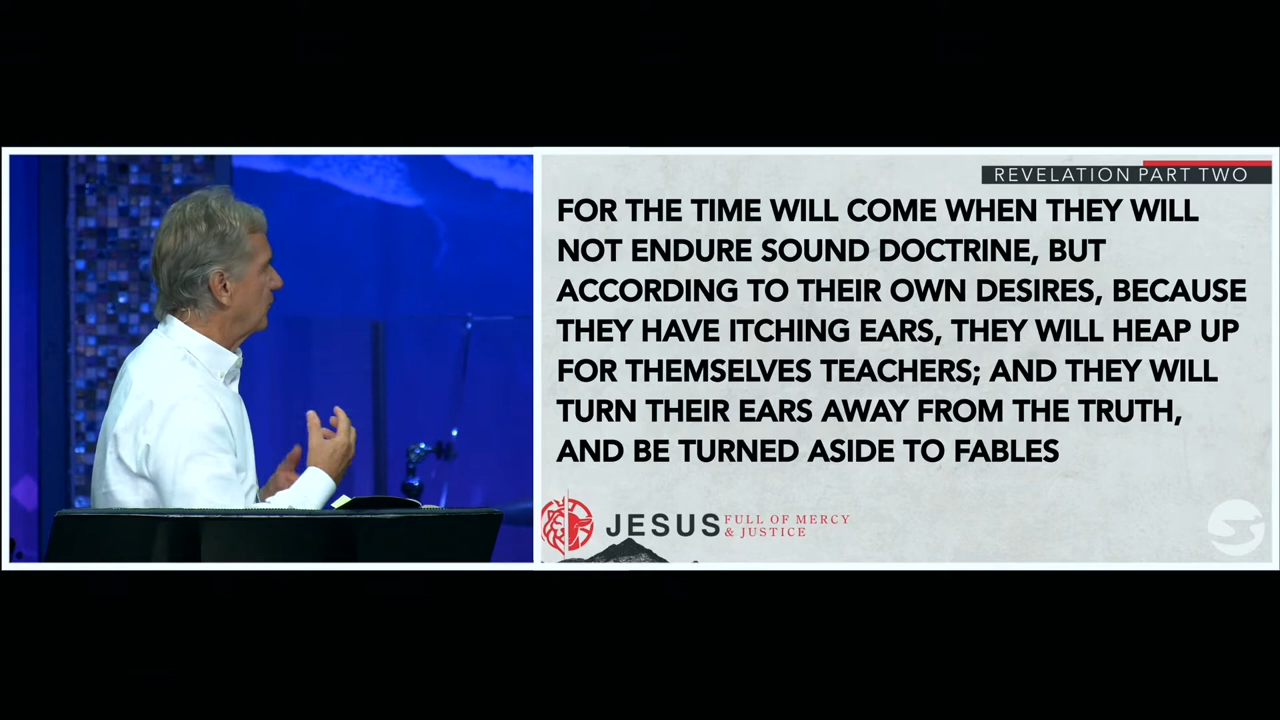 REVELATION PART TWO
FOR THE TIME WILL COME WHEN THEY WILL
NOT ENDURE SOUND DOCTRINE, BUT
ACCORDING TO THEIR OWN DESIRES, BECAUSE
THEY HAVE ITCHING EARS, THEY WILL HEAP UP
FOR THEMSELVES TEACHERS; AND THEY WILL
TURN THEIR EARS AWAY FROM THE TRUTH,
AND BE TURNED ASIDE TO FABLES
JESUS
FULL OF MERCY
& JUSTICE